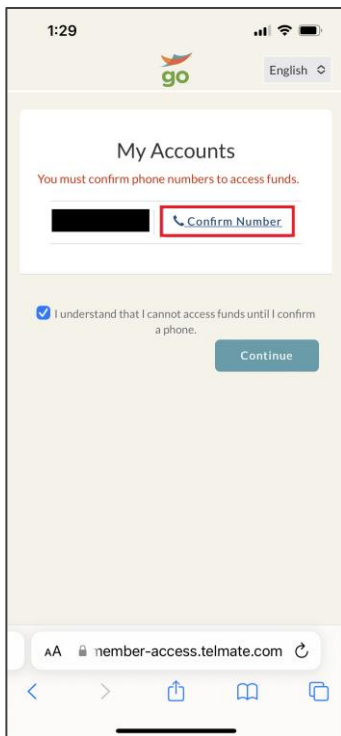 1:29
go
English
My Accounts
You must confirm phone numbers to access funds.
Confirm Number
I understand that I cannot access funds until I confirm
a phone.
Continue
AA
nember-access.telmate.com